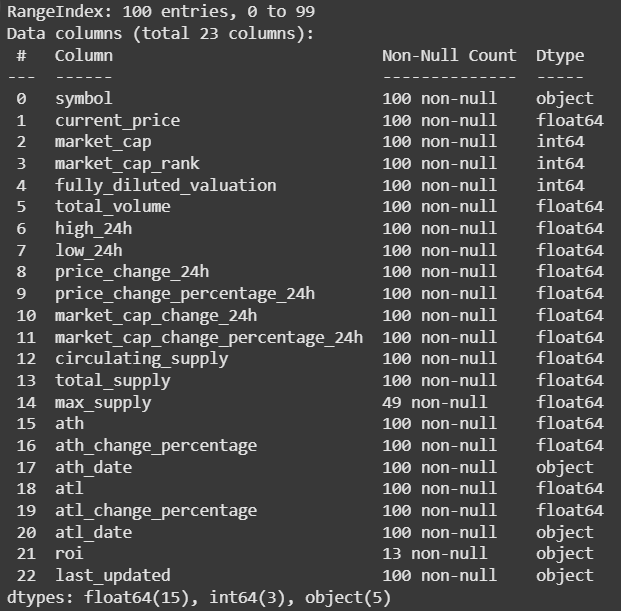 RangeIndex: 100 entries, 0 to 99
Data columns (total 23 columns):
 #   Column                       Non-Null Count  Dtype
---  ------                       --------------  -----
 0   symbol                       100 non-null    object
 1   current_price                100 non-null    float64
 2   market_cap                   100 non-null    int64
 3   market_cap_rank              100 non-null    int64
 4   fully_diluted_valuation      100 non-null    int64
 5   total_volume                 100 non-null    float64
 6   high_24h                     100 non-null    float64
 7   low_24h                      100 non-null    float64
 8   price_change_24h             100 non-null    float64
 9   price_change_percentage_24h  100 non-null    float64
 10  market_cap_change_24h        100 non-null    float64
 11  market_cap_change_percentage_24h  100 non-null    float64
 12  circulating_supply           100 non-null    float64
 13  total_supply                 100 non-null    float64
 14  max_supply                   49 non-null     float64
 15  ath                          100 non-null    float64
 16  ath_change_percentage        100 non-null    float64
 17  ath_date                     100 non-null    object
 18  atl                          100 non-null    float64
 19  atl_change_percentage        100 non-null    float64
 20  atl_date                     100 non-null    object
 21  roi                          13 non-null     object
 22  last_updated                 100 non-null    object
dtypes: float64(15), int64(3), object(5)